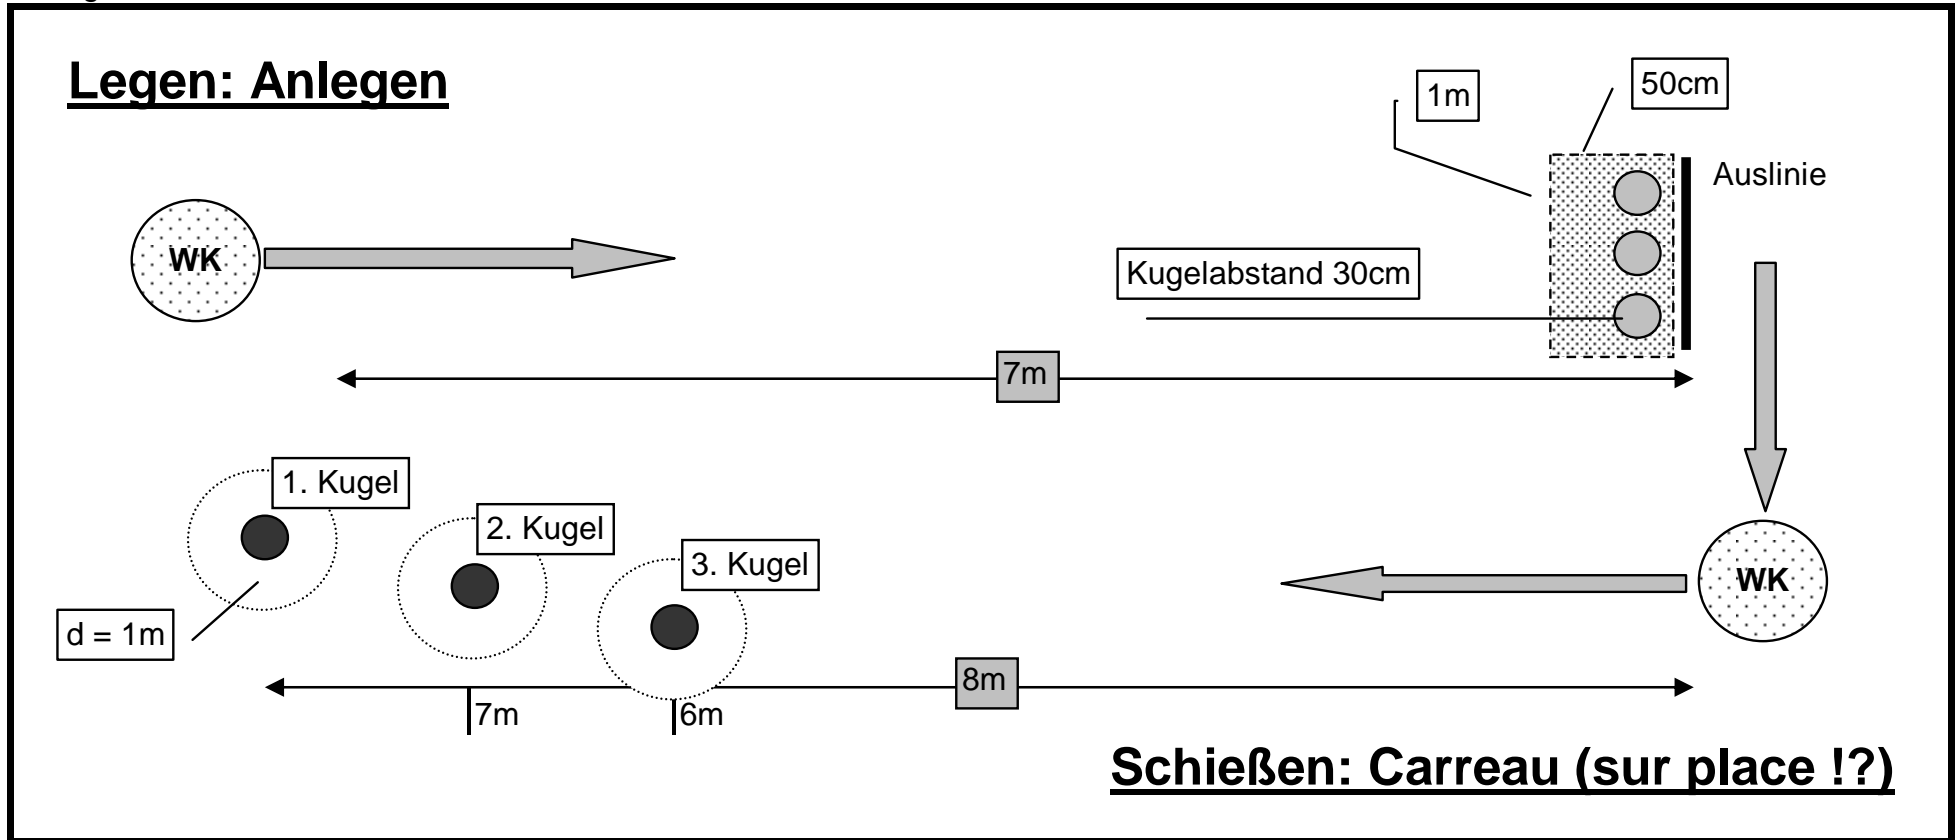 Legen: Anlegen
1m
50cm
Auslinie
WK
Kugelabstand 30cm
7m
1. Kugel
2. Kugel
3. Kugel
WK
d = 1m
8m
7m
6m
Schießen: Carreau (sur place !?)